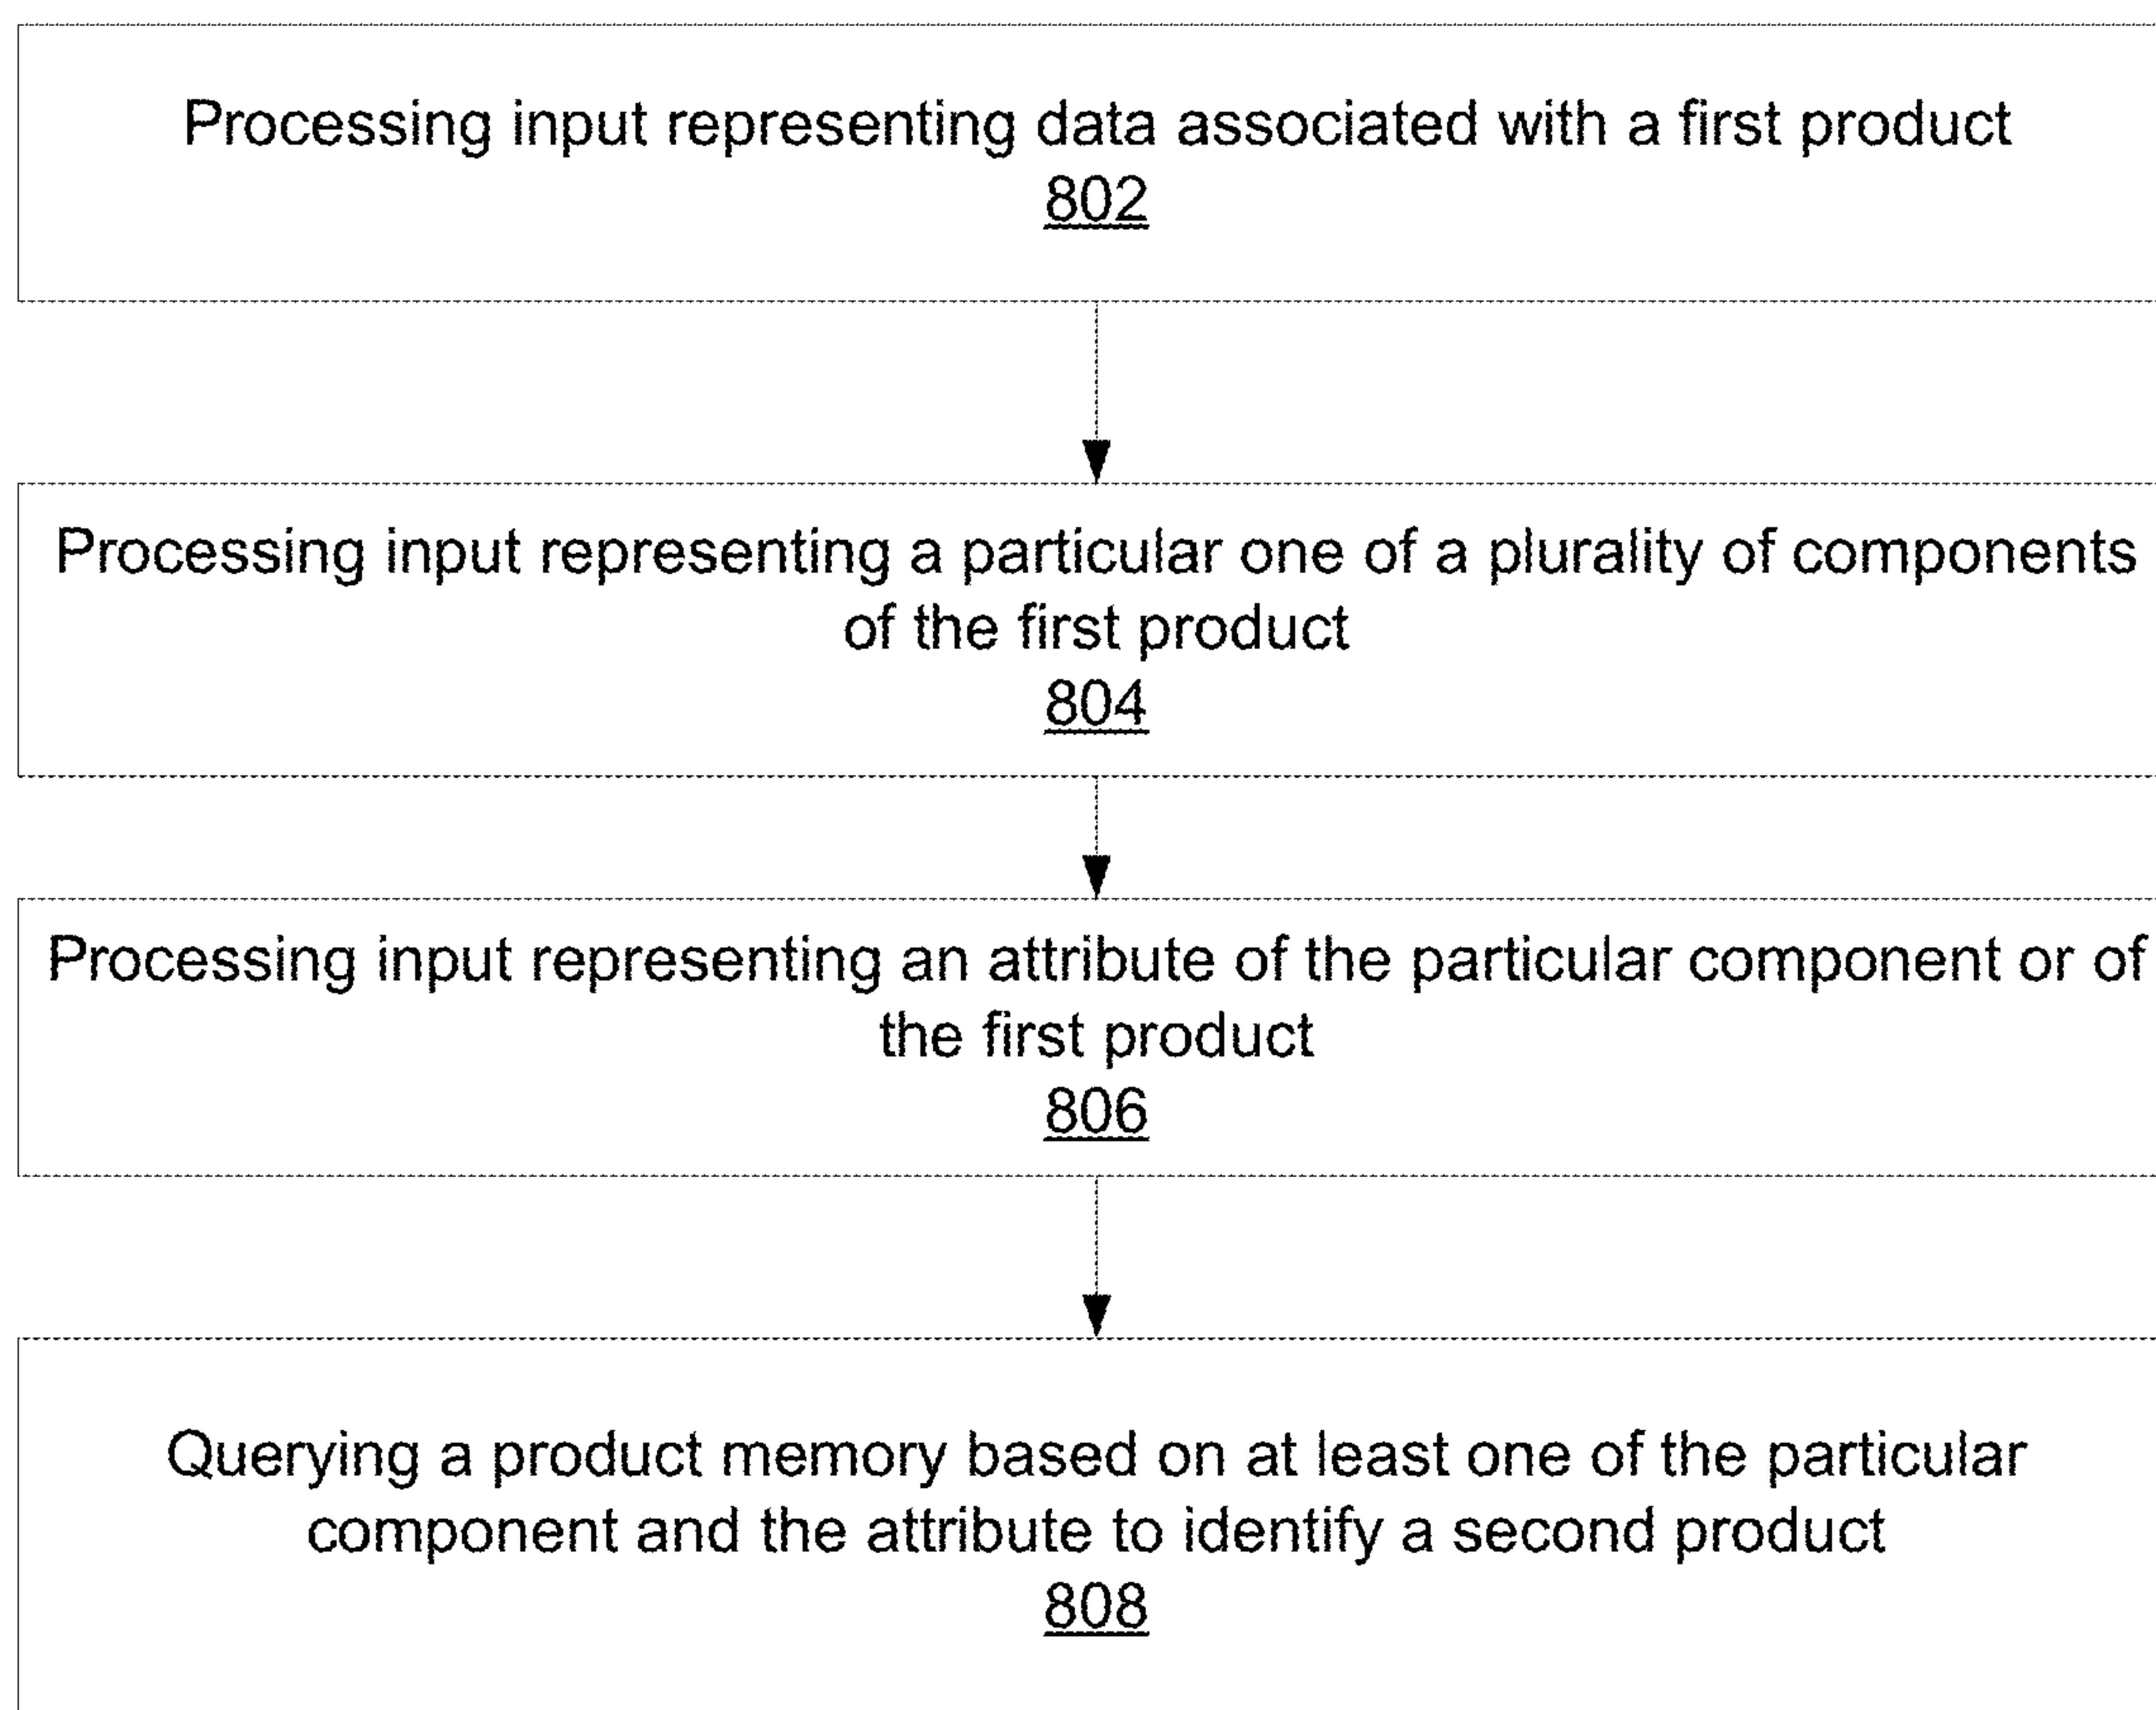 Processing input representing data associated with a first product
802
Processing input representing a particular one of a plurality of components
of the first product
804
Processing input representing an attribute of the particular component or of
the first product
806
Querying a product memory based on at least one of the particular
component and the attribute to identify a second product
808